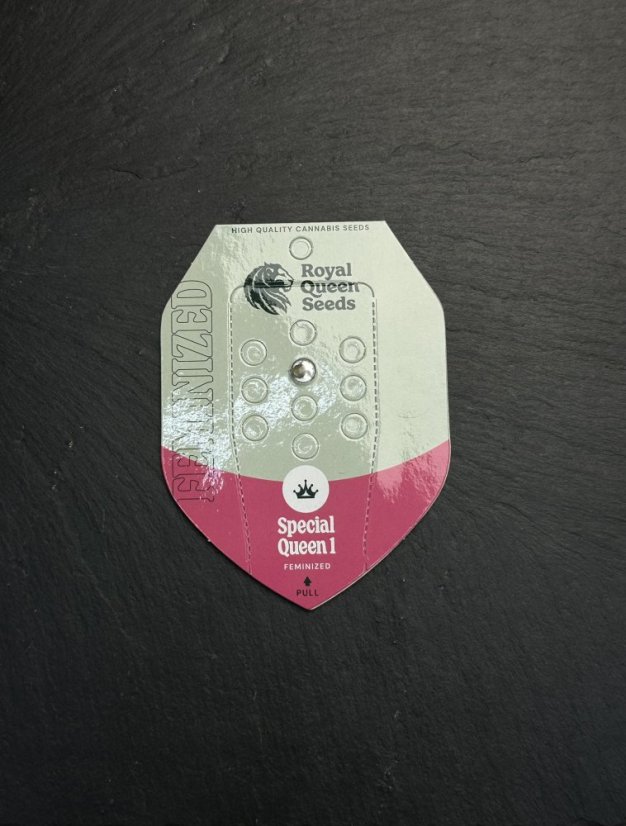 HIGH QUALITY CANNABIS SEEDS
Royal
Queen
Seeds
FEMINIZED
Special
Queen 1
FEMINIZED
PULL